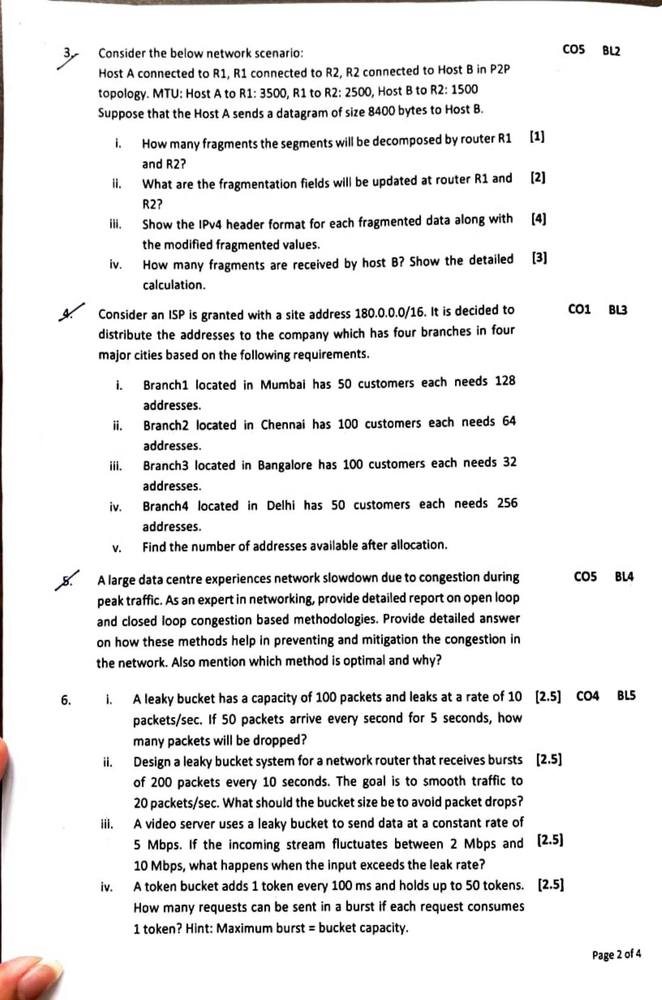 3. Consider the below network scenario: CO5 BL2
Host A connected to R1, R1 connected to R2, R2 connected to Host B in P2P
topology. MTU: Host A to R1: 3500, R1 to R2: 2500, Host B to R2: 1500
Suppose that the Host A sends a datagram of size 8400 bytes to Host B.
i. How many fragments the segments will be decomposed by router R1 [1]
and R2?
ii. What are the fragmentation fields will be updated at router R1 and [2]
R2?
iii. Show the IPv4 header format for each fragmented data along with [4]
the modified fragmented values.
iv. How many fragments are received by host B? Show the detailed [3]
calculation.
4. Consider an ISP is granted with a site address 180.0.0.0/16. It is decided to CO1 BL3
distribute the addresses to the company which has four branches in four
major cities based on the following requirements.
i. Branch1 located in Mumbai has 50 customers each needs 128
addresses.
ii. Branch2 located in Chennai has 100 customers each needs 64
addresses.
iii. Branch3 located in Bangalore has 100 customers each needs 32
addresses.
iv. Branch4 located in Delhi has 50 customers each needs 256
addresses.
v. Find the number of addresses available after allocation.
5. A large data centre experiences network slowdown due to congestion during CO5 BL4
peak traffic. As an expert in networking, provide detailed report on open loop
and closed loop congestion based methodologies. Provide detailed answer
on how these methods help in preventing and mitigation the congestion in
the network. Also mention which method is optimal and why?
6. i. A leaky bucket has a capacity of 100 packets and leaks at a rate of 10 [2.5] CO4 BL5
packets/sec. If 50 packets arrive every second for 5 seconds, how
many packets will be dropped?
ii. Design a leaky bucket system for a network router that receives bursts [2.5]
of 200 packets every 10 seconds. The goal is to smooth traffic to
20 packets/sec. What should the bucket size be to avoid packet drops?
iii. A video server uses a leaky bucket to send data at a constant rate of
5 Mbps. If the incoming stream fluctuates between 2 Mbps and [2.5]
10 Mbps, what happens when the input exceeds the leak rate?
iv. A token bucket adds 1 token every 100 ms and holds up to 50 tokens. [2.5]
How many requests can be sent in a burst if each request consumes
1 token? Hint: Maximum burst = bucket capacity.
Page 2 of 4